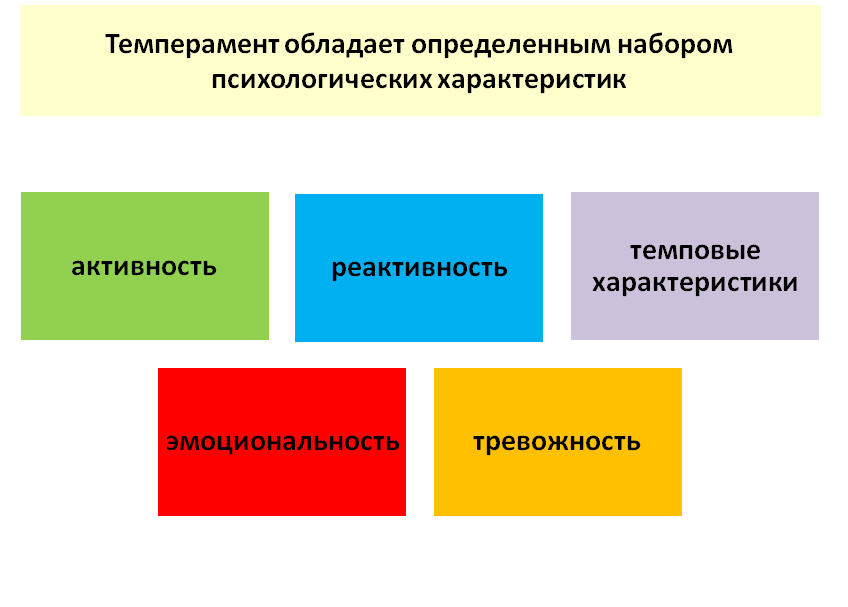 Темперамент обладает определенным набором
психологических характеристик
активность
реактивность
темповые
характеристики
эмоциональность
тревожность